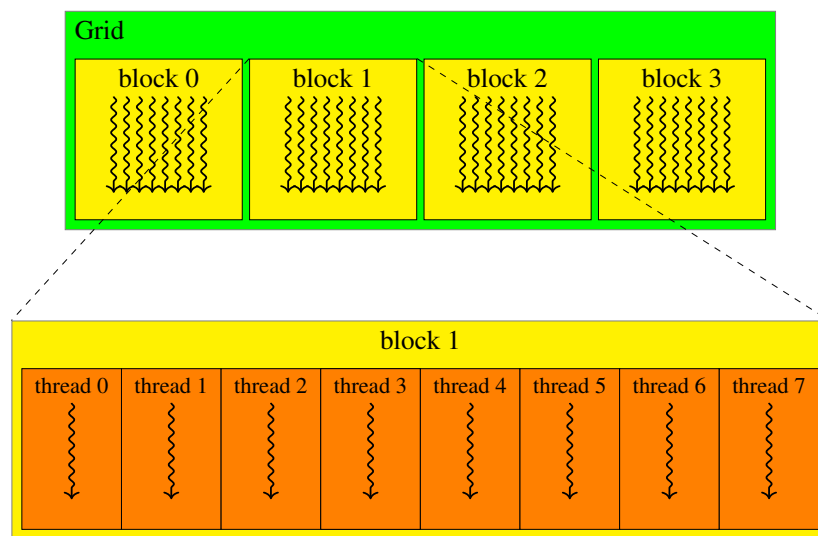 Grid
block 0 block 1 block 2 block 3
block 1
thread 0 thread 1 thread 2 thread 3 thread 4 thread 5 thread 6 thread 7